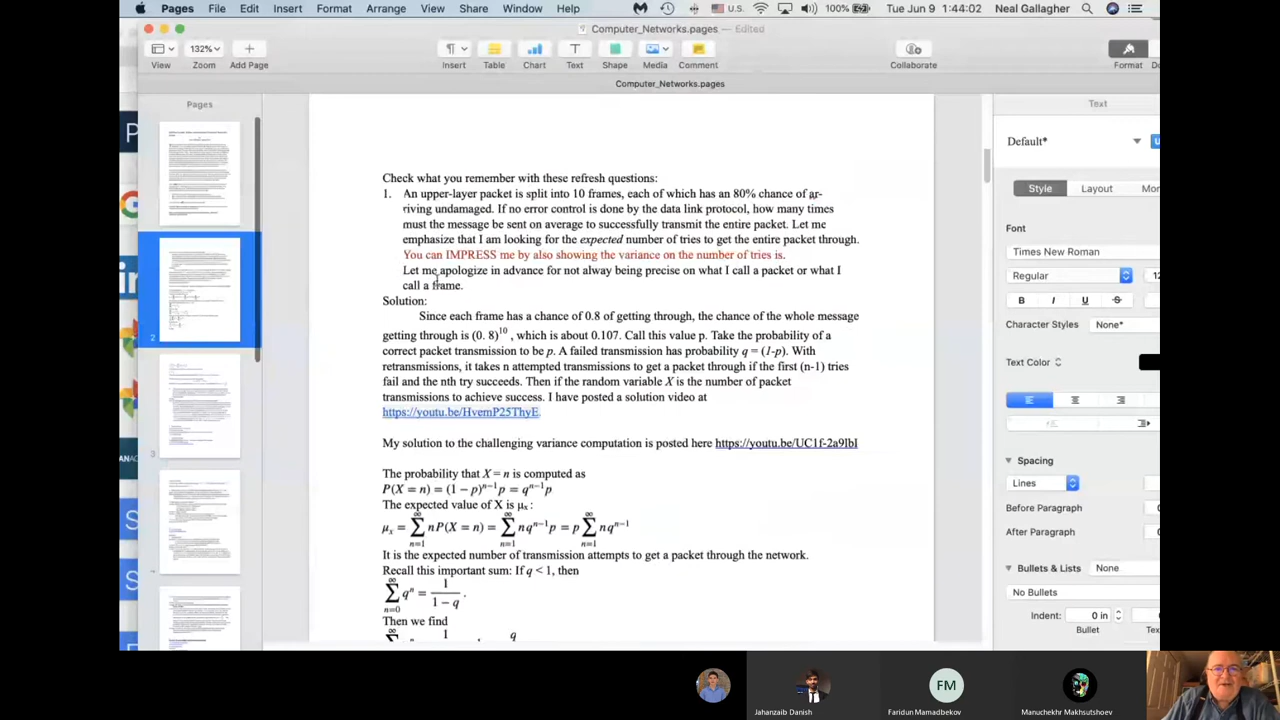 Pages File Edit Insert Format Arrange View Share Window Help U.S. 100% Tue Jun 9 1:44:02 Neal Gallagher
Computer_Networks.pages — Edited
132%
View Zoom Add Page Insert Table Chart Text Shape Media Comment Collaborate Format
Computer_Networks.pages
Pages
2
3
4
Check what you remember with these refresh questions:
1. An upper-layer packet is split into 10 frames, each of which has an 80% chance of ar-
riving undamaged. If no error control is done by the data link protocol, how many times
must the message be sent on average to successfully transmit the entire packet. Let me
emphasize that I am looking for the expected number of tries to get the entire packet through.
You can IMPRESS me by also showing the variance on the number of tries is.
Let me apologize in advance for not alway being precise on what I call a packet or what I
call a frame.
Solution:
Since each frame has a chance of 0.8 of getting through, the chance of the whole message
getting through is (0. 8)¹⁰ , which is about 0.107. Call this value p. Take the probability of a
correct packet transmission to be p. A failed transmission has probability q = (1-p). With
retransmissions, it takes n attempted transmissions to get a packet through if the first (n-1) tries
fail and the nth try succeeds. Then if the random variable X is the number of packet
transmissions to achieve success. I have posted a solution video at
https://youtu.be/HvemP25ThyE.
My solution to the challenging variance computation is posted here https://youtu.be/UC1f-2a9lbI
The probability that X = n is computed as
P(X = n) = (1 − p)ⁿ⁻¹p = qⁿ⁻¹p
The expected value of X is μₓ :
μₓ = ∑_{n=1}^{∞} nP(X = n) = ∑_{n=1}^{∞} nqⁿ⁻¹p = p ∑_{n=1}^{∞} nqⁿ⁻¹
It is the expected number of transmission attempts to get a packet through the network.
Recall this important sum: If q < 1, then
∑_{n=0}^{∞} qⁿ = 1/(1 − q) .
Then we find
Text
Default*
Style Layout
Font
Times New Roman
Regular
B I U S
Character Styles None*
Text Color
Spacing
Lines
Before Paragraph
After Paragraph
Bullets & Lists None
No Bullets
Indent: 0 in
Bullet
FM
Jahanzaib Danish Faridun Mamadbekov Manuchekhr Makhsutshoev